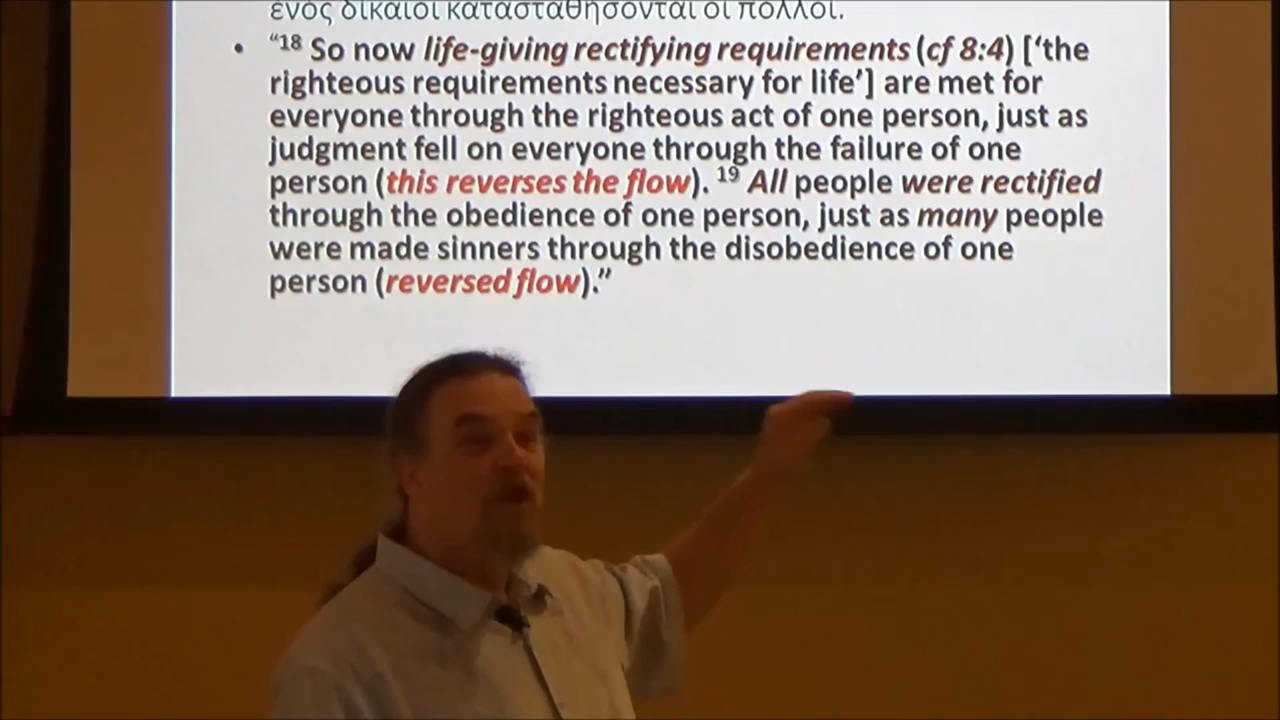 ἑνὸς δίκαιοι κατασταθήσονται οἱ πολλοί.
• “18 So now life-giving rectifying requirements (cf 8:4) [‘the
righteous requirements necessary for life’] are met for
everyone through the righteous act of one person, just as
judgment fell on everyone through the failure of one
person (this reverses the flow). 19 All people were rectified
through the obedience of one person, just as many people
were made sinners through the disobedience of one
person (reversed flow).”